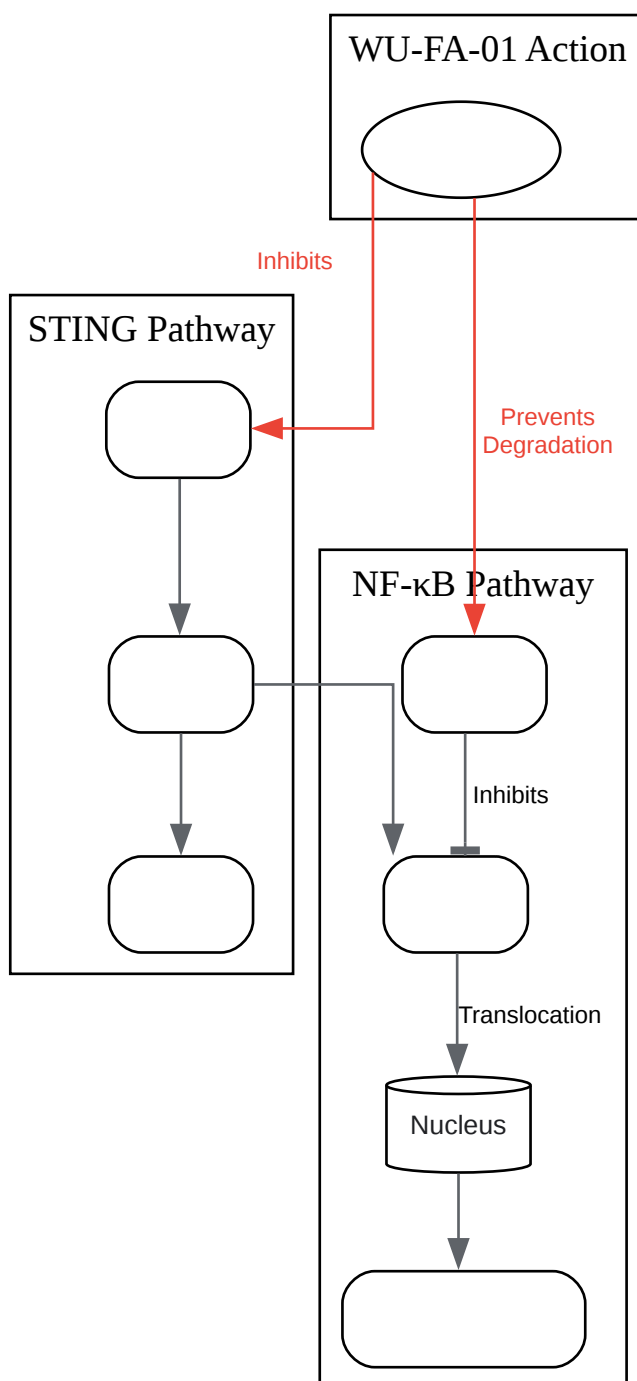 WU-FA-01 Action
Inhibits
STING Pathway
Prevents
Degradation
NF-κB Pathway
Inhibits
Translocation
Nucleus